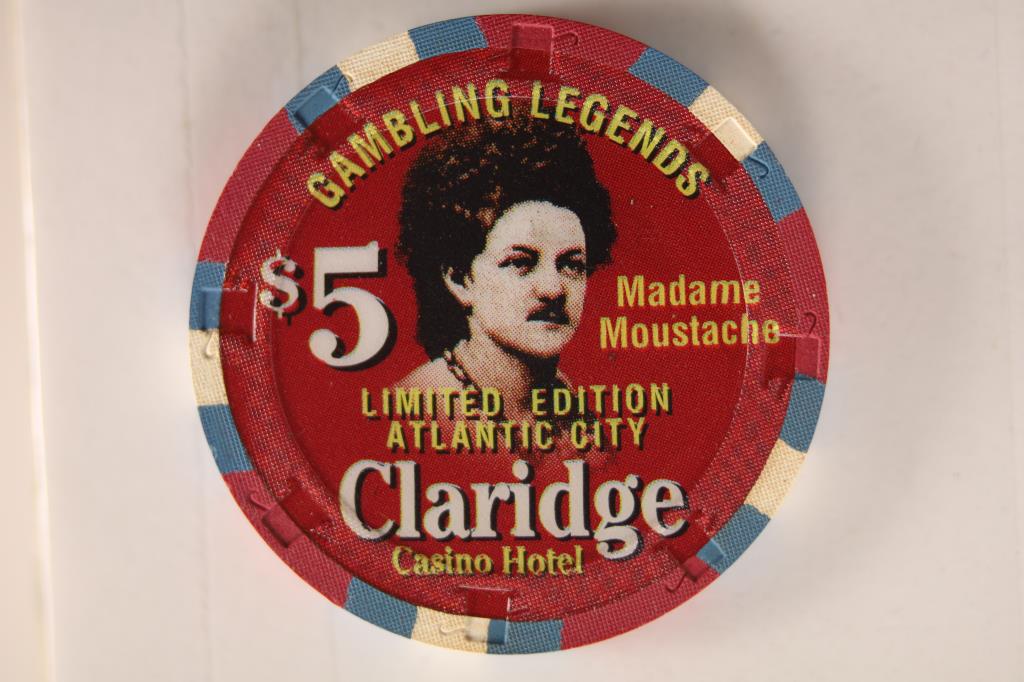 GAMBLING LEGENDS
$5
Madame
Moustache
LIMITED EDITION
ATLANTIC CITY
Claridge
Casino Hotel